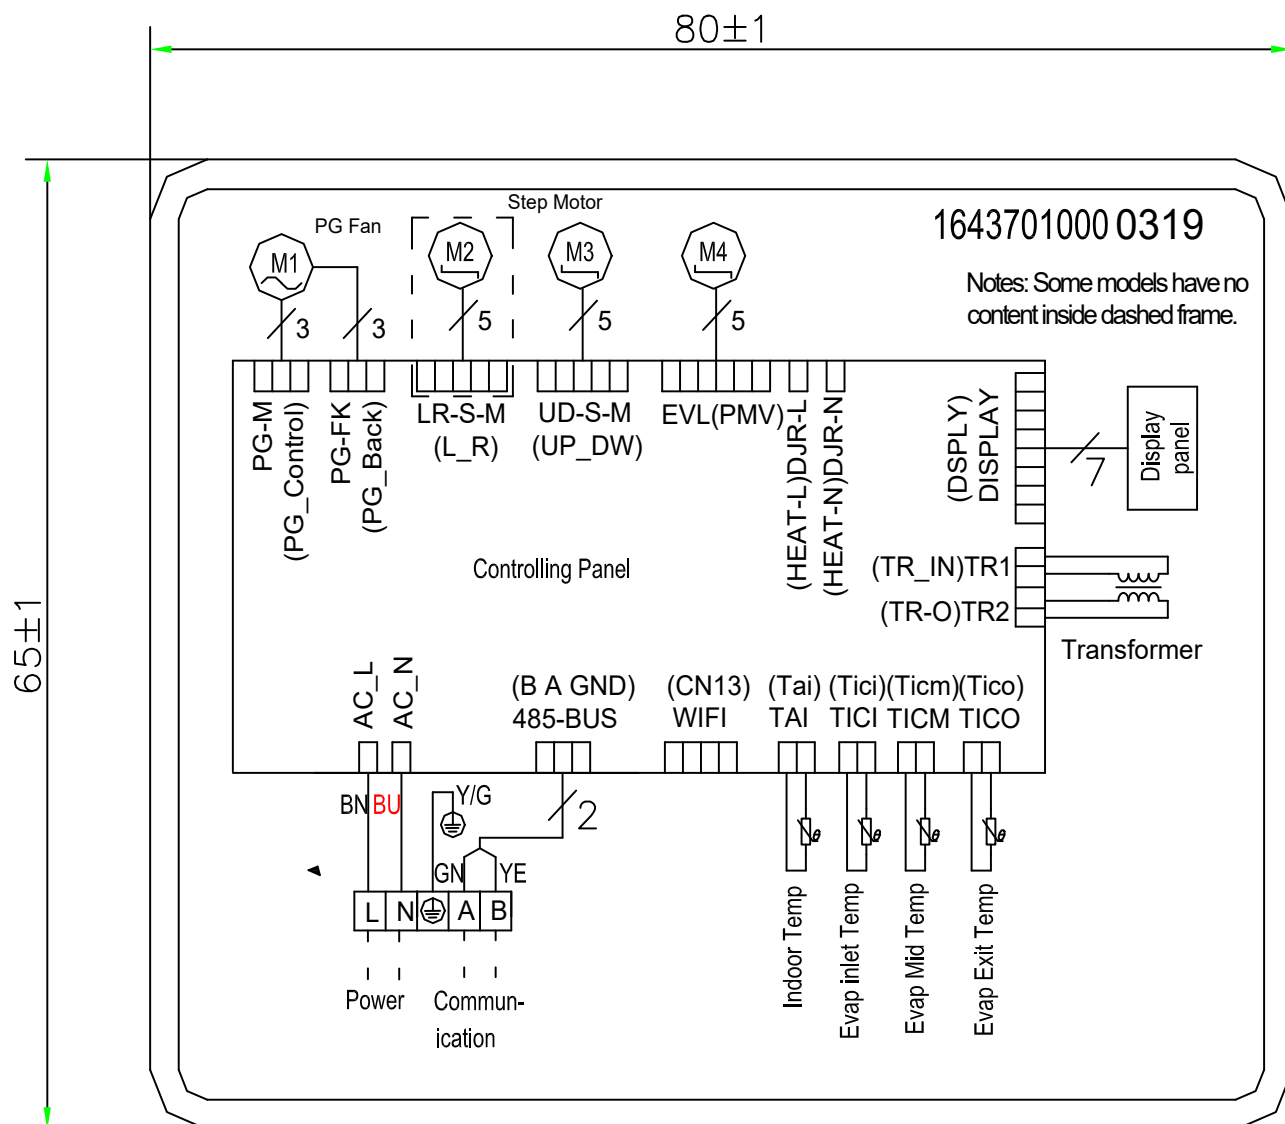 80±1
65±1
Step Motor
PG Fan
M1
M2
M3
M4
3
3
5
5
5
1643701000 0319
Notes: Some models have no
content inside dashed frame.
PG-M
(PG_Control)
PG-FK
(PG_Back)
LR-S-M
(L_R)
UD-S-M
(UP_DW)
EVL(PMV)
(HEAT-L)DJR-L
(HEAT-N)DJR-N
(DSPLY)
DISPLAY
7
Display
panel
Controlling Panel
(TR_IN)TR1
(TR-O)TR2
Transformer
AC_L
AC_N
(B A GND)
485-BUS
(CN13)
WIFI
(Tai)
TAI
(Tici)
TICI
(Ticm)
TICM
(Tico)
TICO
BN
BU
Y/G
2
GN
YE
L
N
A
B
θ
θ
θ
θ
Power
Commun-
ication
Indoor Temp
Evap inlet Temp
Evap Mid Temp
Evap Exit Temp